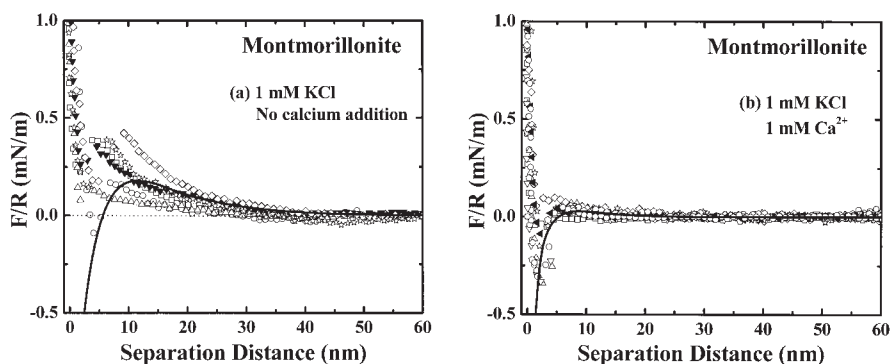 Montmorillonite
(a) 1 mM KCl
No calcium addition
F/R (mN/m)
1.0
0.5
0.0
-0.5
0 10 20 30 40 50 60
Separation Distance (nm)
Montmorillonite
(b) 1 mM KCl
1 mM Ca²⁺
F/R (mN/m)
1.0
0.5
0.0
-0.5
0 10 20 30 40 50 60
Separation Distance (nm)